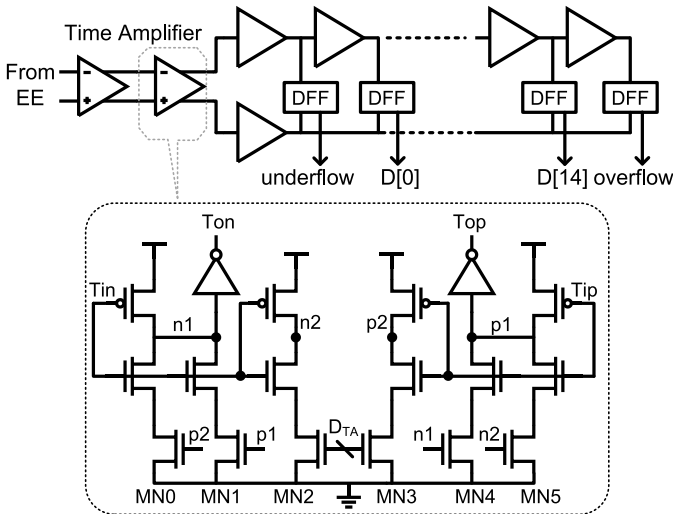 Time Amplifier
From
EE
-
+
-
+
DFF DFF DFF DFF
underflow D[0] D[14] overflow
Ton Top
Tin Tip
n1 n2 p2 p1
DTA
p2 p1 n1 n2
MN0 MN1 MN2 MN3 MN4 MN5